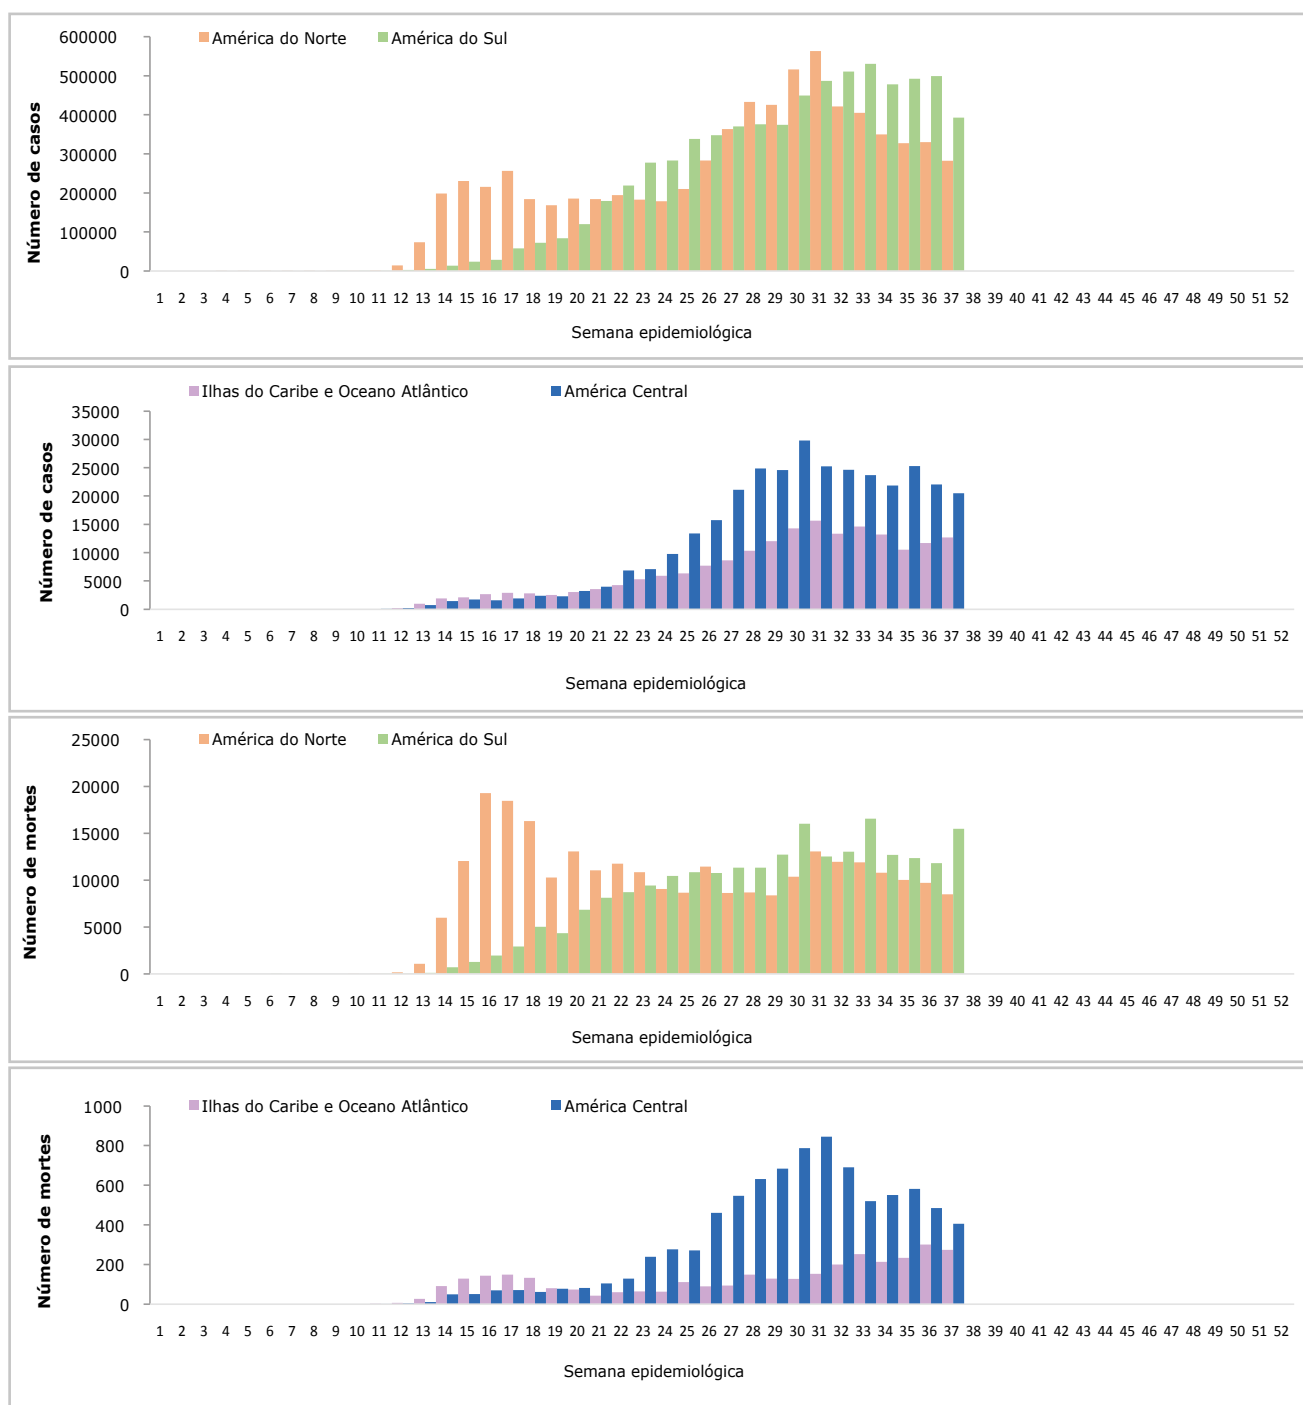 América do Norte América do Sul
Número de casos
600000
500000
400000
300000
200000
100000
0
1 2 3 4 5 6 7 8 9 10 11 12 13 14 15 16 17 18 19 20 21 22 23 24 25 26 27 28 29 30 31 32 33 34 35 36 37 38 39 40 41 42 43 44 45 46 47 48 49 50 51 52
Semana epidemiológica
Ilhas do Caribe e Oceano Atlântico América Central
Número de casos
35000
30000
25000
20000
15000
10000
5000
0
1 2 3 4 5 6 7 8 9 10 11 12 13 14 15 16 17 18 19 20 21 22 23 24 25 26 27 28 29 30 31 32 33 34 35 36 37 38 39 40 41 42 43 44 45 46 47 48 49 50 51 52
Semana epidemiológica
América do Norte América do Sul
Número de mortes
25000
20000
15000
10000
5000
0
1 2 3 4 5 6 7 8 9 10 11 12 13 14 15 16 17 18 19 20 21 22 23 24 25 26 27 28 29 30 31 32 33 34 35 36 37 38 39 40 41 42 43 44 45 46 47 48 49 50 51 52
Semana epidemiológica
Ilhas do Caribe e Oceano Atlântico América Central
Número de mortes
1000
800
600
400
200
0
1 2 3 4 5 6 7 8 9 10 11 12 13 14 15 16 17 18 19 20 21 22 23 24 25 26 27 28 29 30 31 32 33 34 35 36 37 38 39 40 41 42 43 44 45 46 47 48 49 50 51 52
Semana epidemiológica